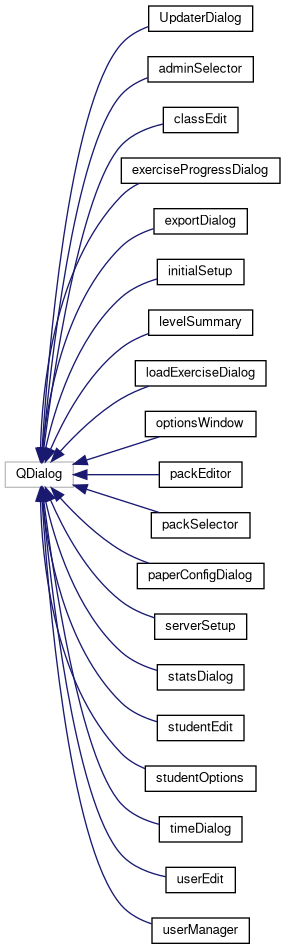 UpdaterDialog
adminSelector
classEdit
exerciseProgressDialog
exportDialog
initialSetup
levelSummary
loadExerciseDialog
optionsWindow
QDialog
packEditor
packSelector
paperConfigDialog
serverSetup
statsDialog
studentEdit
studentOptions
timeDialog
userEdit
userManager